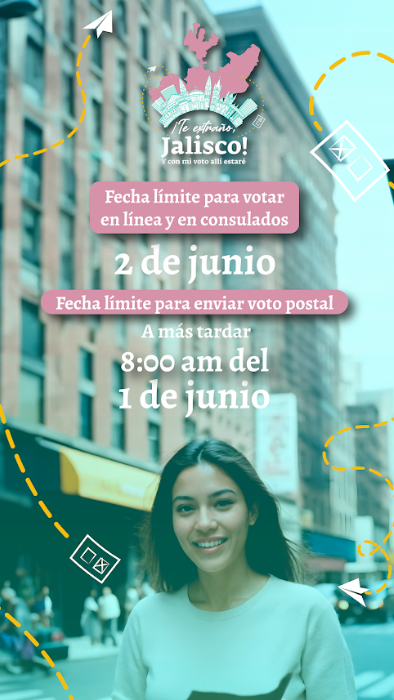 ¡Te extraño,
Jalisco!
Y con mi voto allí estaré
Fecha límite para votar
en línea y en consulados
2 de junio
Fecha límite para enviar voto postal
A más tardar
8:00 am del
1 de junio